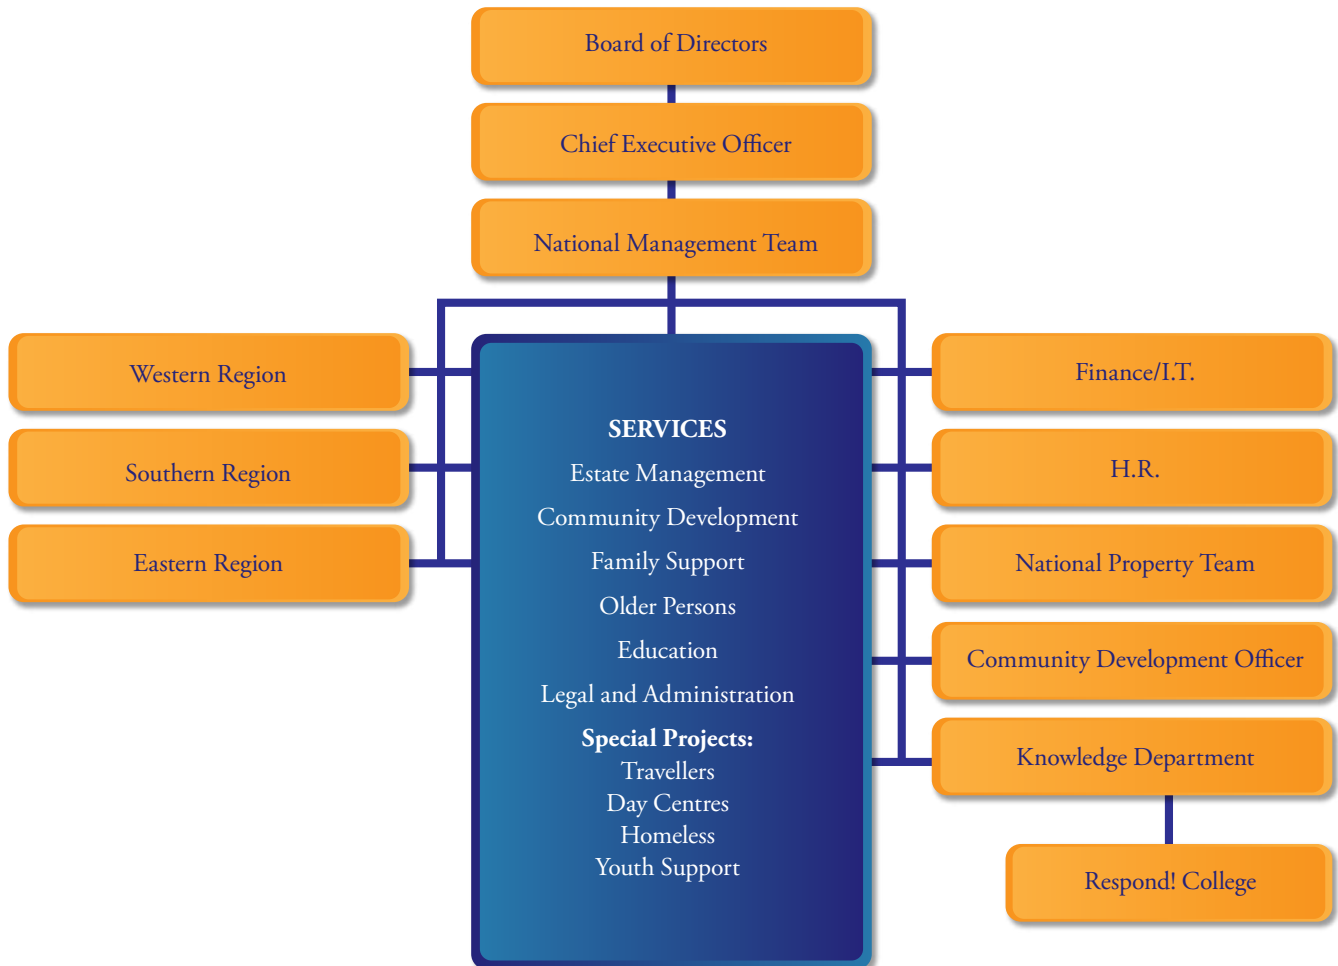 Board of Directors
Chief Executive Officer
National Management Team
Western Region
Southern Region
Eastern Region
SERVICES
Estate Management
Community Development
Family Support
Older Persons
Education
Legal and Administration
Special Projects:
Travellers
Day Centres
Homeless
Youth Support
Finance/I.T.
H.R.
National Property Team
Community Development Officer
Knowledge Department
Respond! College